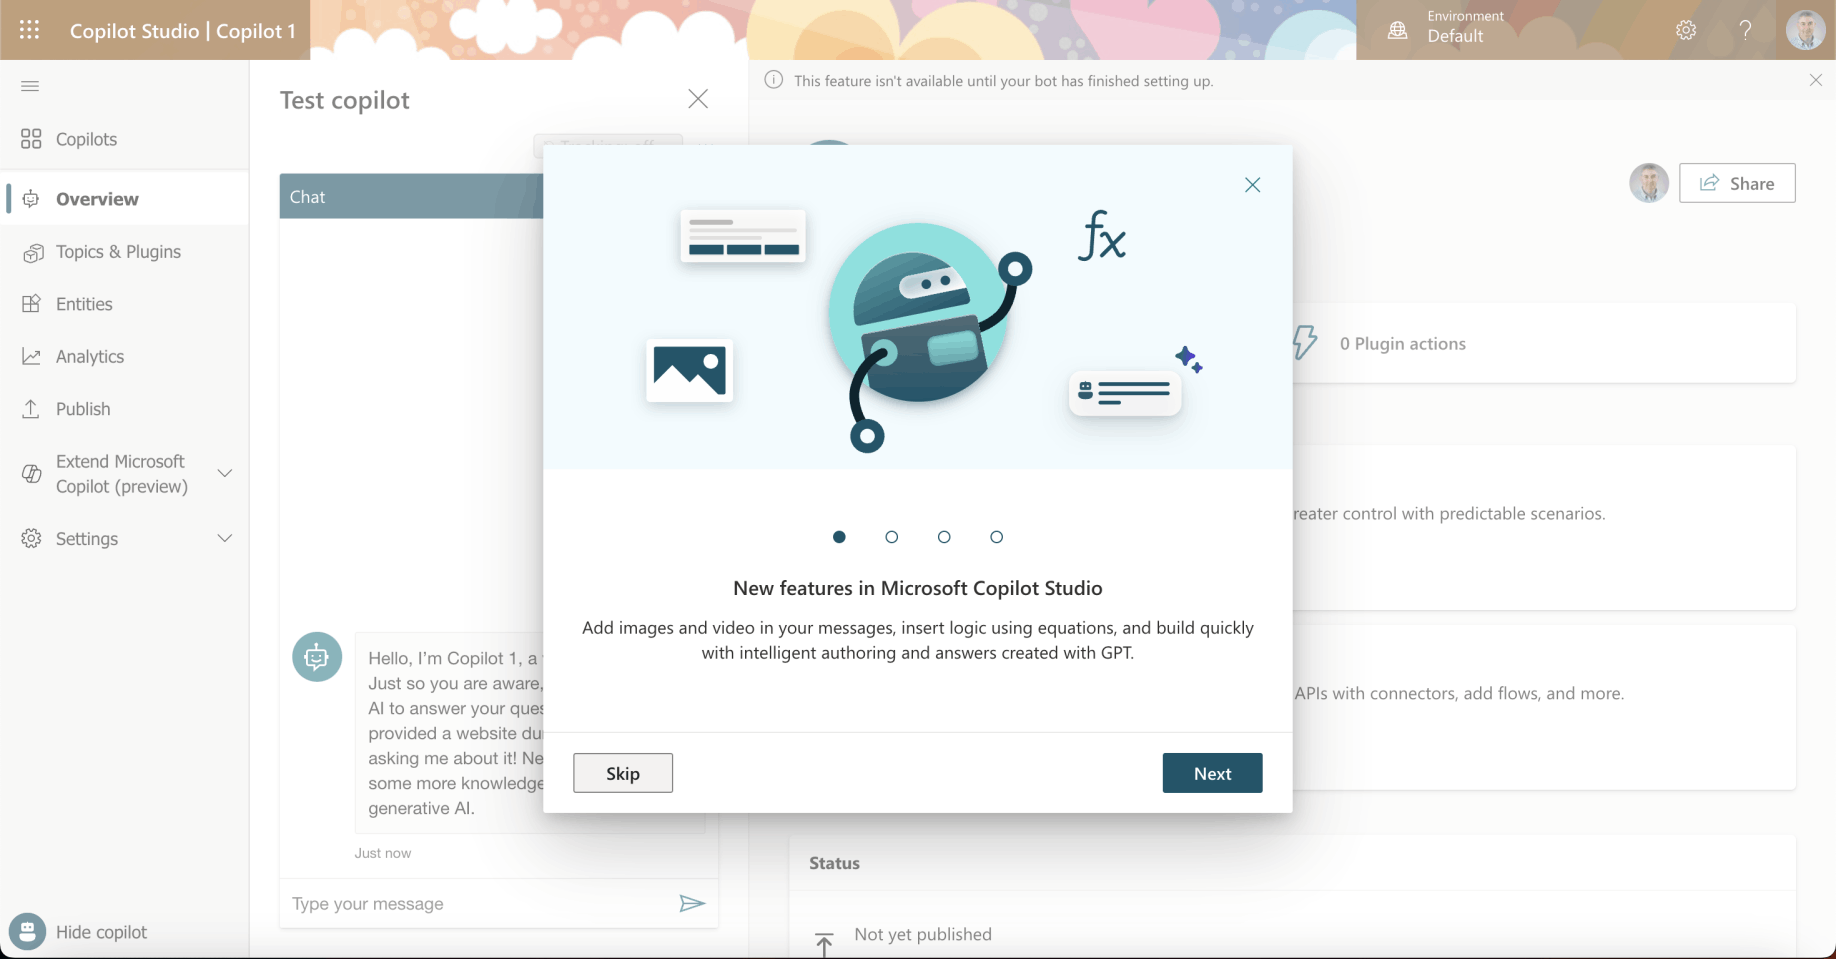 Copilot Studio | Copilot 1
Environment
Default
?
Copilots
Overview
Topics & Plugins
Entities
Analytics
Publish
Extend Microsoft
Copilot (preview)
Settings
Hide copilot
Test copilot
Chat
Hello, I'm Copilot 1, a
Just so you are aware,
AI to answer your ques
provided a website du
asking me about it! Ne
some more knowledge
generative AI.
Just now
Type your message
This feature isn't available until your bot has finished setting up.
Share
0 Plugin actions
reater control with predictable scenarios.
APIs with connectors, add flows, and more.
Status
Not yet published
fx
New features in Microsoft Copilot Studio
Add images and video in your messages, insert logic using equations, and build quickly
with intelligent authoring and answers created with GPT.
Skip
Next